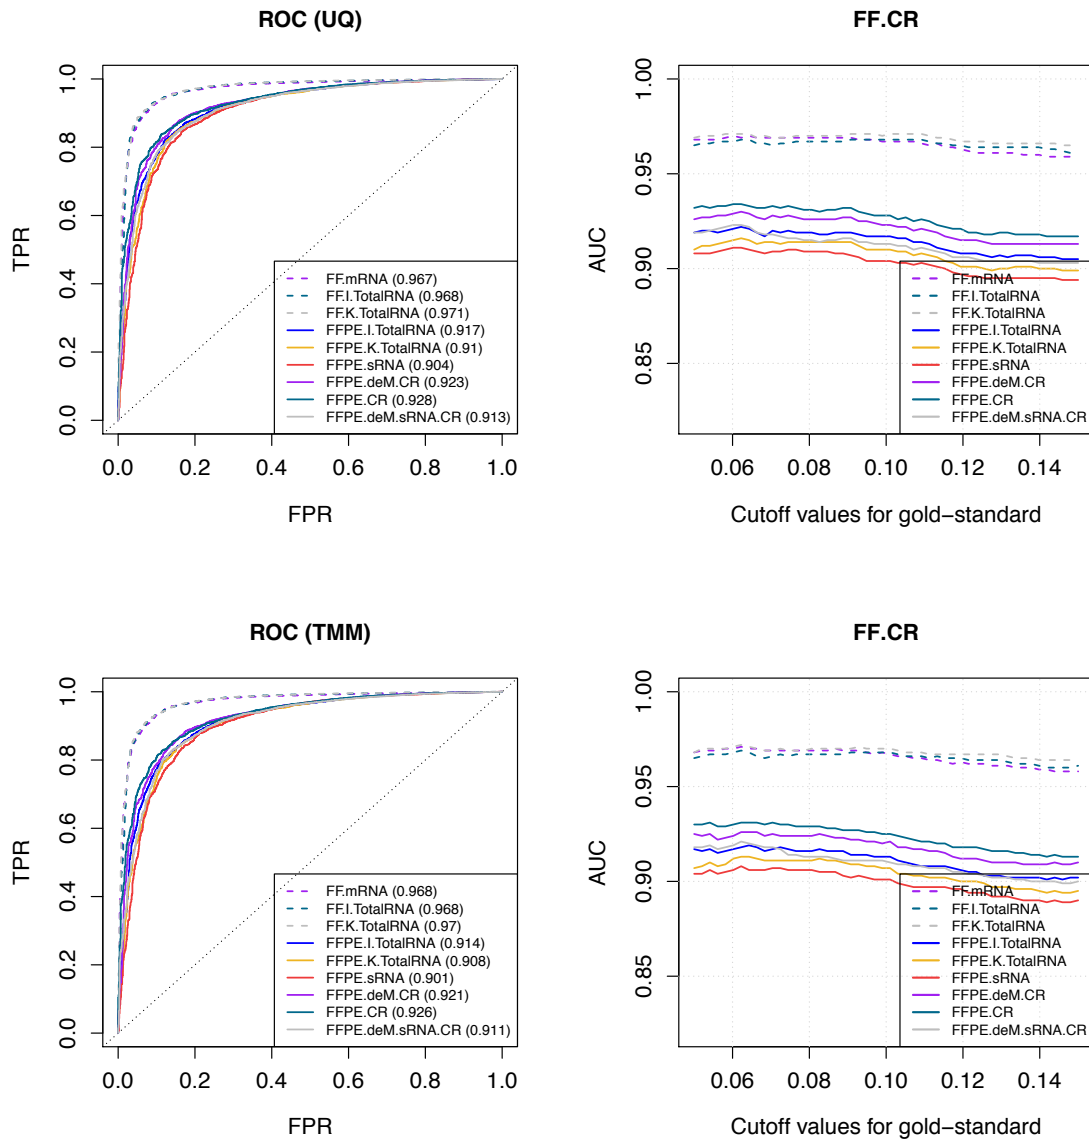 ROC (UQ)
TPR
0.0 0.2 0.4 0.6 0.8 1.0
FF.mRNA (0.967)
FF.I.TotalRNA (0.968)
FF.K.TotalRNA (0.971)
FFPE.I.TotalRNA (0.917)
FFPE.K.TotalRNA (0.91)
FFPE.sRNA (0.904)
FFPE.deM.CR (0.923)
FFPE.CR (0.928)
FFPE.deM.sRNA.CR (0.913)
0.0 0.2 0.4 0.6 0.8 1.0
FPR
FF.CR
AUC
0.85 0.90 0.95 1.00
FF.mRNA
FF.I.TotalRNA
FF.K.TotalRNA
FFPE.I.TotalRNA
FFPE.K.TotalRNA
FFPE.sRNA
FFPE.deM.CR
FFPE.CR
FFPE.deM.sRNA.CR
0.06 0.08 0.10 0.12 0.14
Cutoff values for gold−standard
ROC (TMM)
TPR
0.0 0.2 0.4 0.6 0.8 1.0
FF.mRNA (0.968)
FF.I.TotalRNA (0.968)
FF.K.TotalRNA (0.97)
FFPE.I.TotalRNA (0.914)
FFPE.K.TotalRNA (0.908)
FFPE.sRNA (0.901)
FFPE.deM.CR (0.921)
FFPE.CR (0.926)
FFPE.deM.sRNA.CR (0.911)
0.0 0.2 0.4 0.6 0.8 1.0
FPR
FF.CR
AUC
0.85 0.90 0.95 1.00
FF.mRNA
FF.I.TotalRNA
FF.K.TotalRNA
FFPE.I.TotalRNA
FFPE.K.TotalRNA
FFPE.sRNA
FFPE.deM.CR
FFPE.CR
FFPE.deM.sRNA.CR
0.06 0.08 0.10 0.12 0.14
Cutoff values for gold−standard